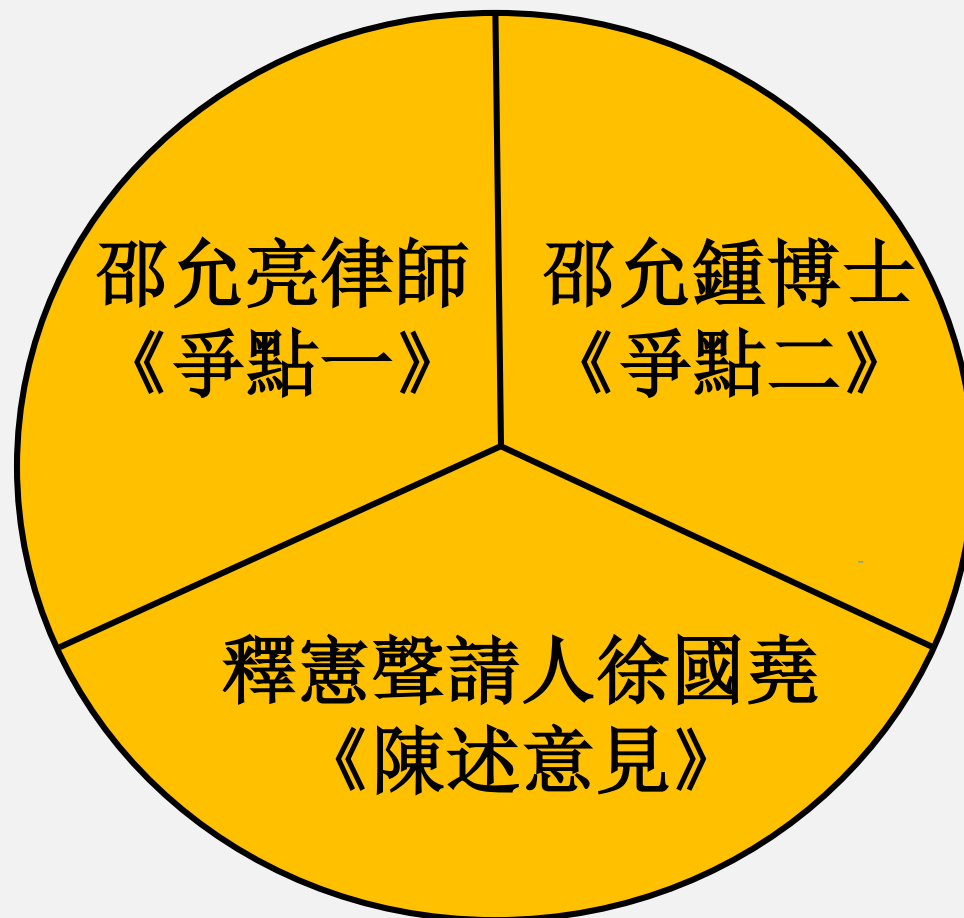 邵允亮律師
《爭點一》
邵允鍾博士
《爭點二》
釋憲聲請人徐國堯
《陳述意見》